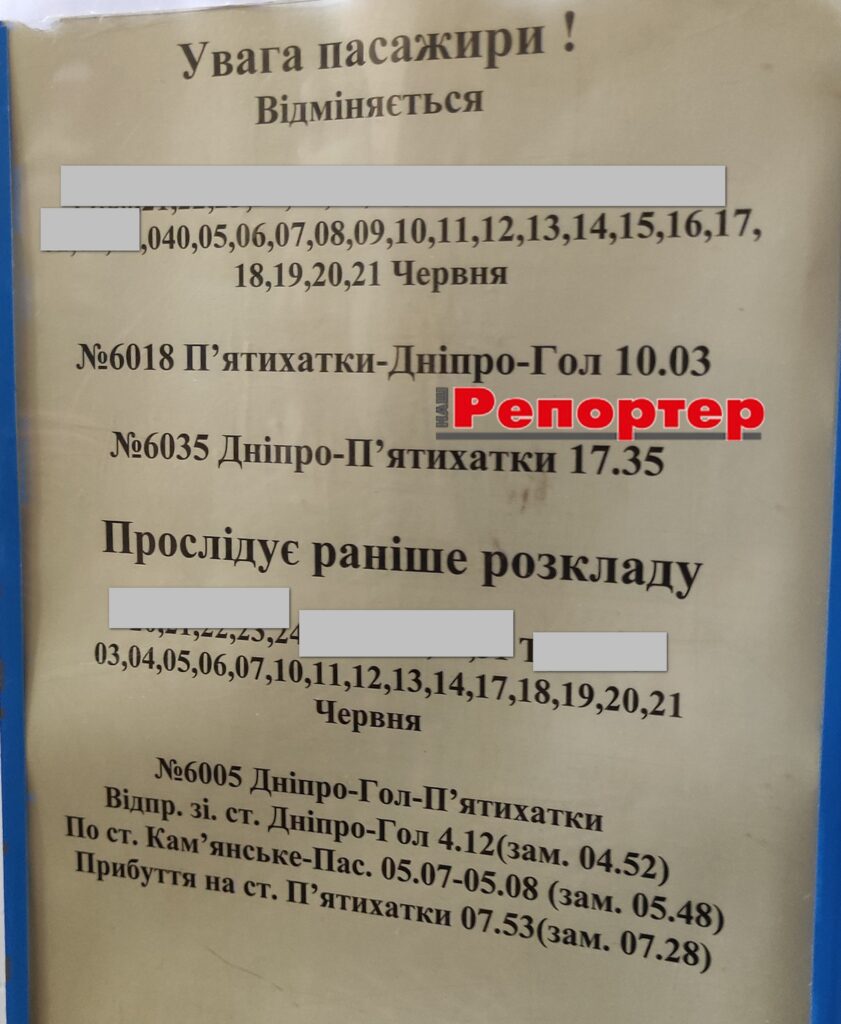 Увага пасажири !
Відміняється
,040,05,06,07,08,09,10,11,12,13,14,15,16,17,
18,19,20,21 Червня
№6018 П’ятихатки-Дніпро-Гол 10.03
НАШ Репортер
№6035 Дніпро-П’ятихатки 17.35
Прослідує раніше розкладу
03,04,05,06,07,10,11,12,13,14,17,18,19,20,21
Червня
№6005 Дніпро-Гол-П’ятихатки
Відпр. зі. ст. Дніпро-Гол 4.12(зам. 04.52)
По ст. Кам’янське-Пас. 05.07-05.08 (зам. 05.48)
Прибуття на ст. П’ятихатки 07.53(зам. 07.28)